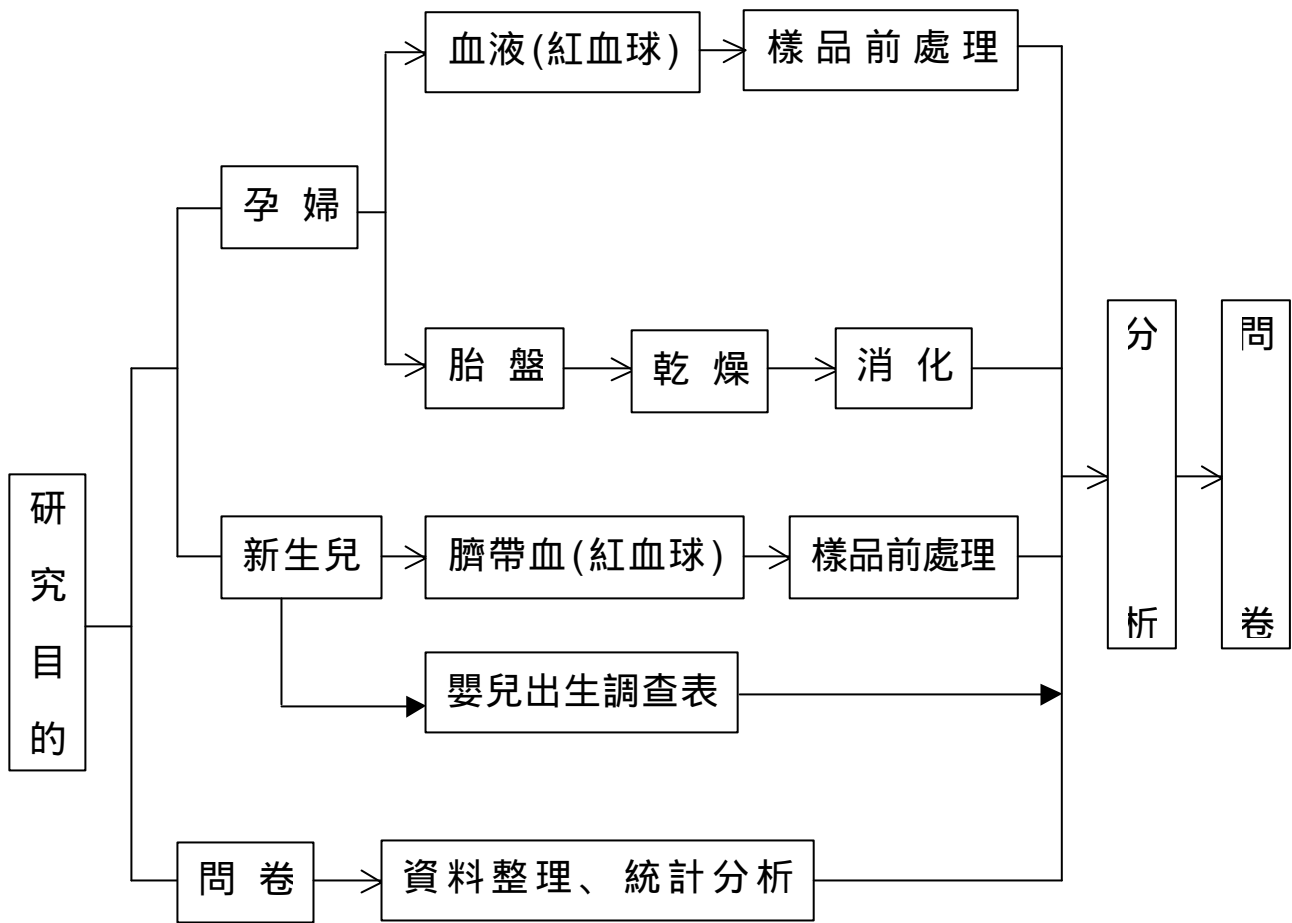 血液(紅血球)
樣品前處理
孕婦
胎盤
乾燥
消化
分析
問卷
研究目的
新生兒
臍帶血(紅血球)
樣品前處理
嬰兒出生調查表
問卷
資料整理、統計分析